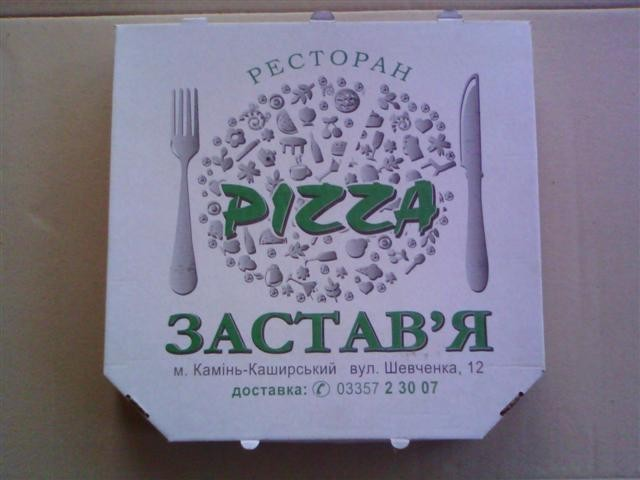 РЕСТОРАН
PIZZA
ЗАСТАВ’Я
м. Камінь-Каширський вул. Шевченка, 12
доставка: ✆ 03357 2 30 07